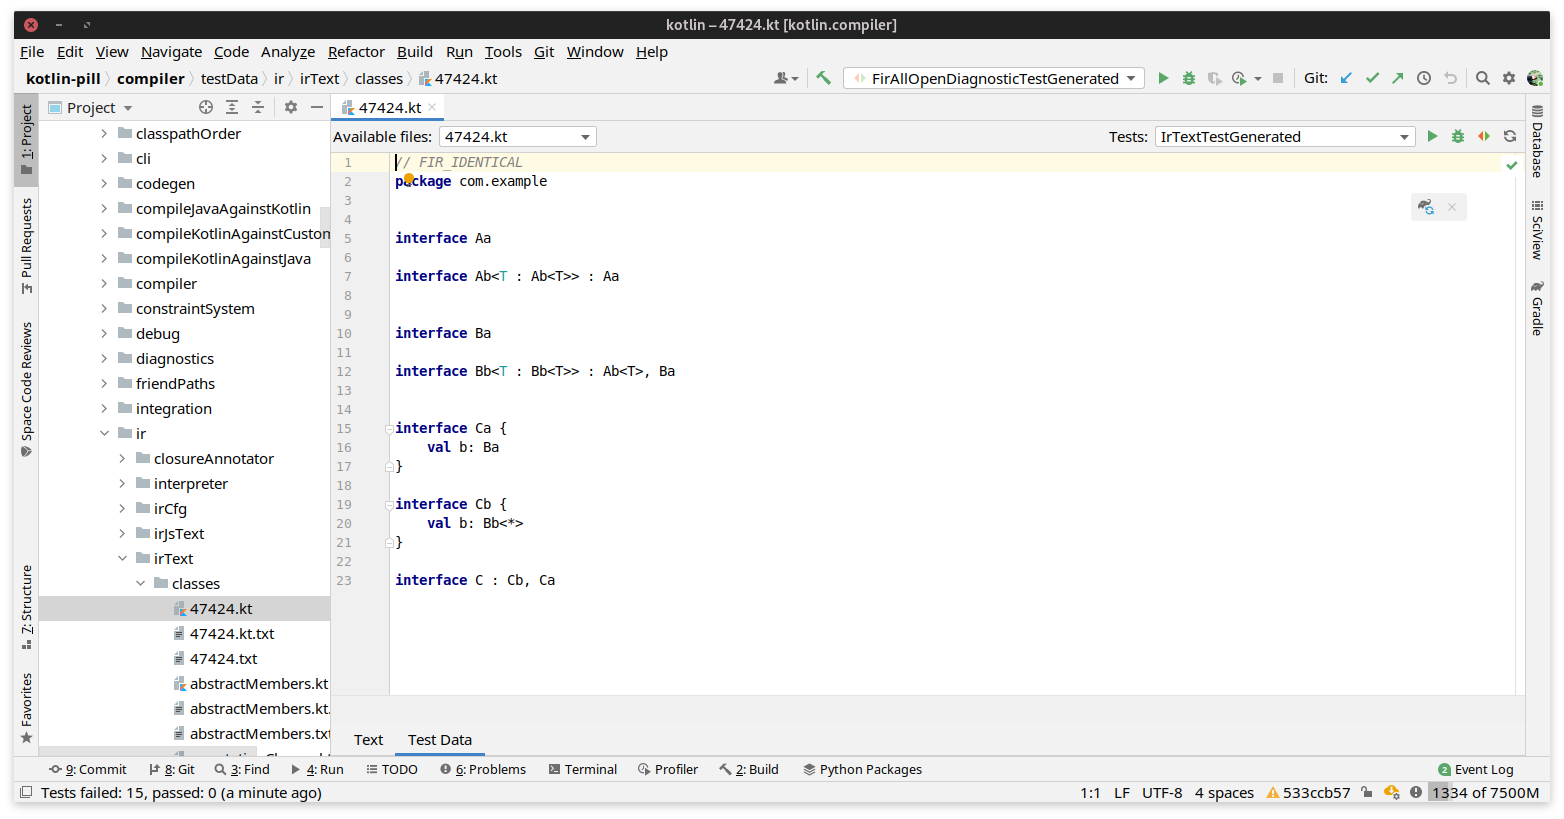 kotlin – 47424.kt [kotlin.compiler]
File Edit View Navigate Code Analyze Refactor Build Run Tools Git Window Help
kotlin-pill compiler testData ir irText classes 47424.kt FirAllOpenDiagnosticTestGenerated Git:
Project
47424.kt
Available files: 47424.kt Tests: IrTextTestGenerated
1: Project
Pull Requests
Space Code Reviews
7: Structure
Favorites
classpathOrder
cli
codegen
compileJavaAgainstKotlin
compileKotlinAgainstCustom
compileKotlinAgainstJava
compiler
constraintSystem
debug
diagnostics
friendPaths
integration
ir
closureAnnotator
interpreter
irCfg
irJsText
irText
classes
47424.kt
47424.kt.txt
47424.txt
abstractMembers.kt
abstractMembers.kt.
abstractMembers.txt
1 // FIR_IDENTICAL
2 package com.example
3
4
5 interface Aa
6
7 interface Ab<T : Ab<T>> : Aa
8
9
10 interface Ba
11
12 interface Bb<T : Bb<T>> : Ab<T>, Ba
13
14
15 interface Ca {
16 val b: Ba
17 }
18
19 interface Cb {
20 val b: Bb<*>
21 }
22
23 interface C : Cb, Ca
Database
SciView
Gradle
Text Test Data
9: Commit 8: Git 3: Find 4: Run TODO 6: Problems Terminal Profiler 2: Build Python Packages 2 Event Log
Tests failed: 15, passed: 0 (a minute ago) 1:1 LF UTF-8 4 spaces 533ccb57 1334 of 7500M